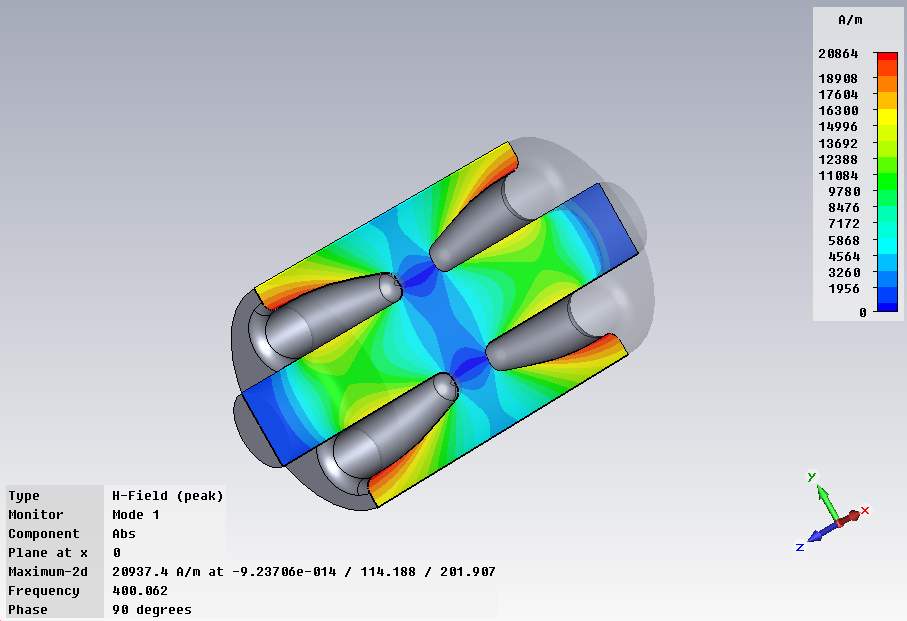 A/m
20864
18908
17604
16300
14996
13692
12388
11084
9780
8476
7172
5868
4564
3260
1956
0
y
x
z
Type H-Field (peak)
Monitor Mode 1
Component Abs
Plane at x 0
Maximum-2d 20937.4 A/m at -9.23706e-014 / 114.188 / 201.907
Frequency 400.062
Phase 90 degrees